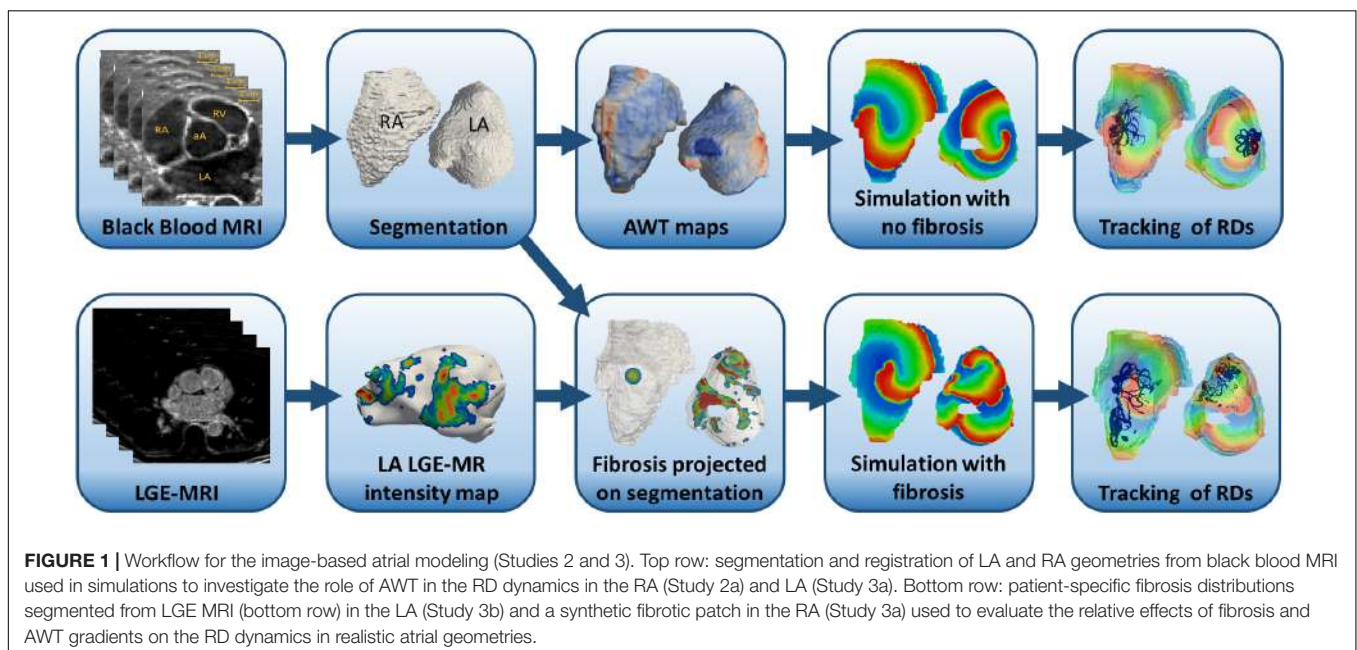 RV
RA
aA
LA
Black Blood MRI
RA
LA
Segmentation
AWT maps
Simulation with
no fibrosis
Tracking of RDs
LGE-MRI
LA LGE-MR
intensity map
Fibrosis projected
on segmentation
Simulation with
fibrosis
Tracking of RDs
FIGURE 1 | Workflow for the image-based atrial modeling (Studies 2 and 3). Top row: segmentation and registration of LA and RA geometries from black blood MRI
used in simulations to investigate the role of AWT in the RD dynamics in the RA (Study 2a) and LA (Study 3a). Bottom row: patient-specific fibrosis distributions
segmented from LGE MRI (bottom row) in the LA (Study 3b) and a synthetic fibrotic patch in the RA (Study 3a) used to evaluate the relative effects of fibrosis and
AWT gradients on the RD dynamics in realistic atrial geometries.